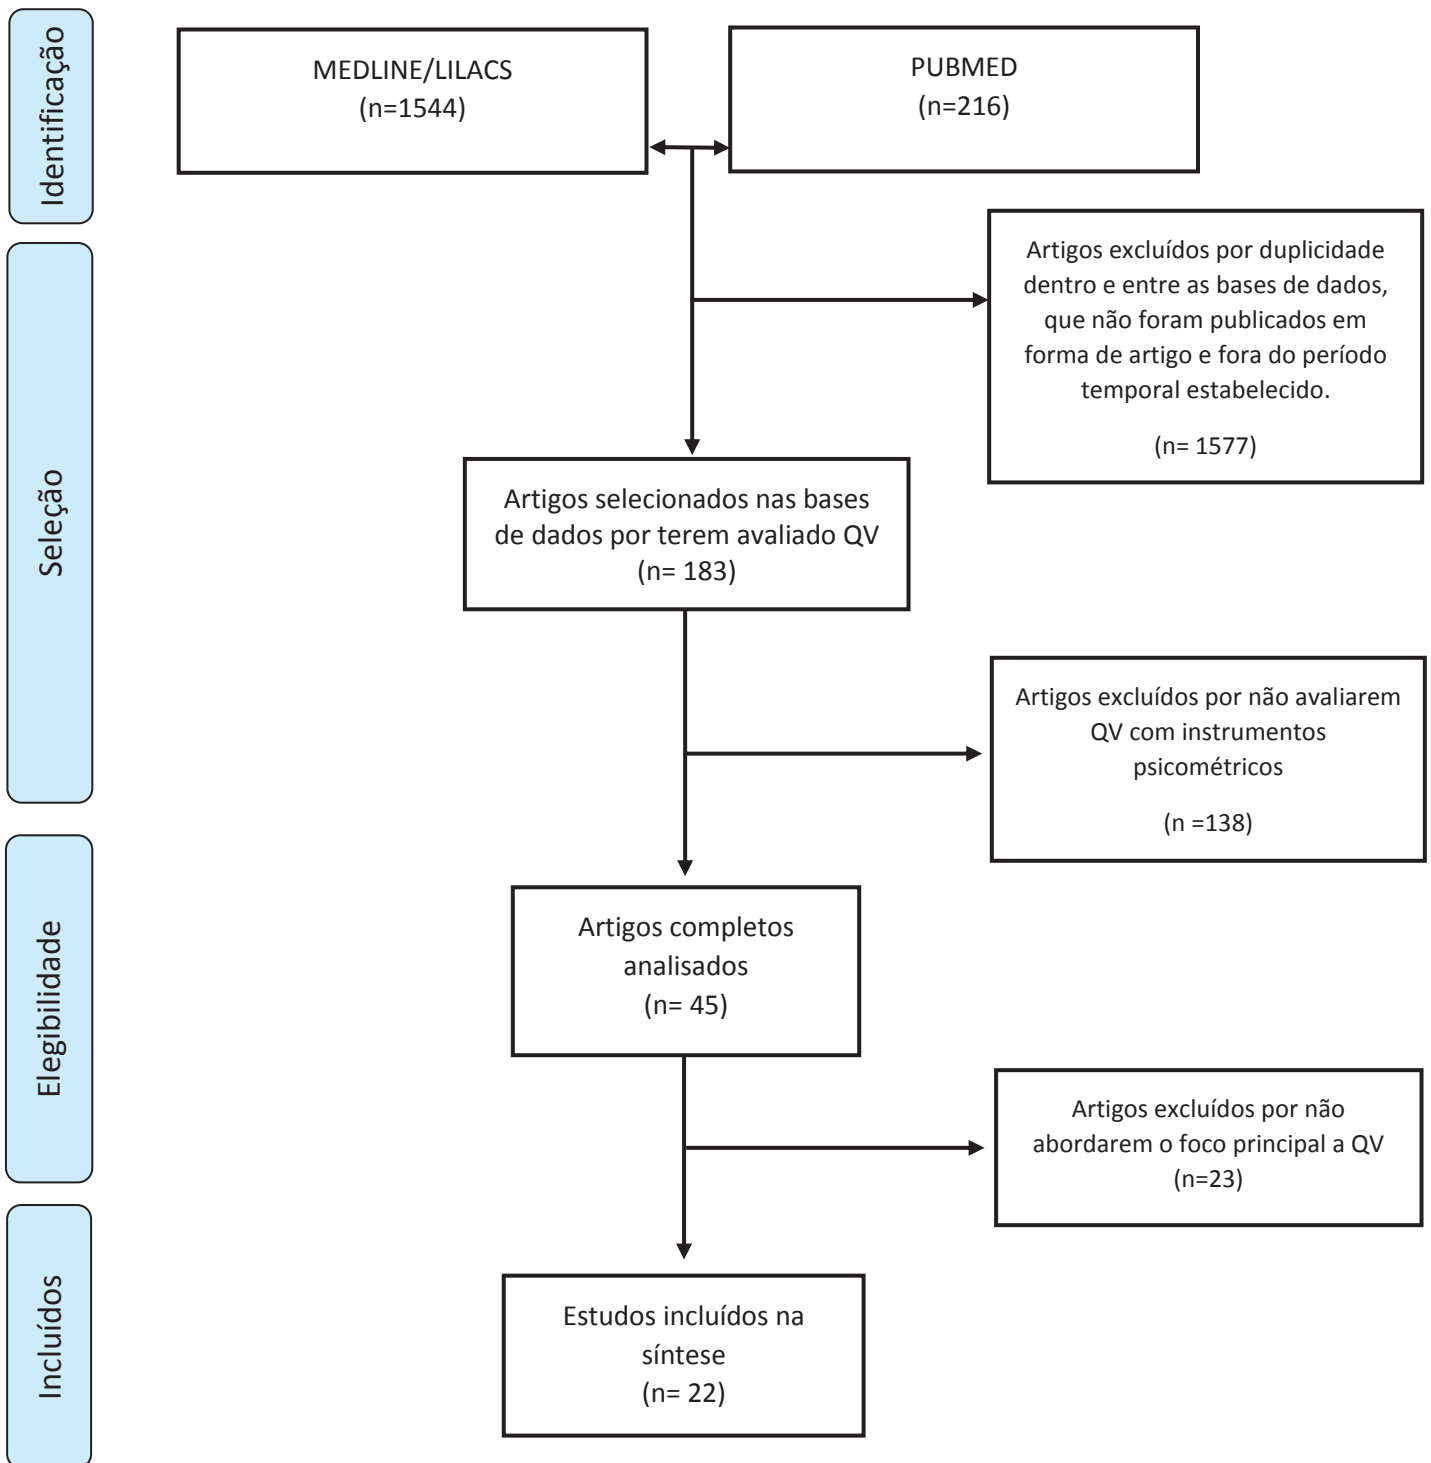 Identificação
MEDLINE/LILACS
(n=1544)
PUBMED
(n=216)
Seleção
Artigos excluídos por duplicidade
dentro e entre as bases de dados,
que não foram publicados em
forma de artigo e fora do período
temporal estabelecido.
(n= 1577)
Artigos selecionados nas bases
de dados por terem avaliado QV
(n= 183)
Artigos excluídos por não avaliarem
QV com instrumentos
psicométricos
(n =138)
Elegibilidade
Artigos completos
analisados
(n= 45)
Artigos excluídos por não
abordarem o foco principal a QV
(n=23)
Incluídos
Estudos incluídos na
síntese
(n= 22)